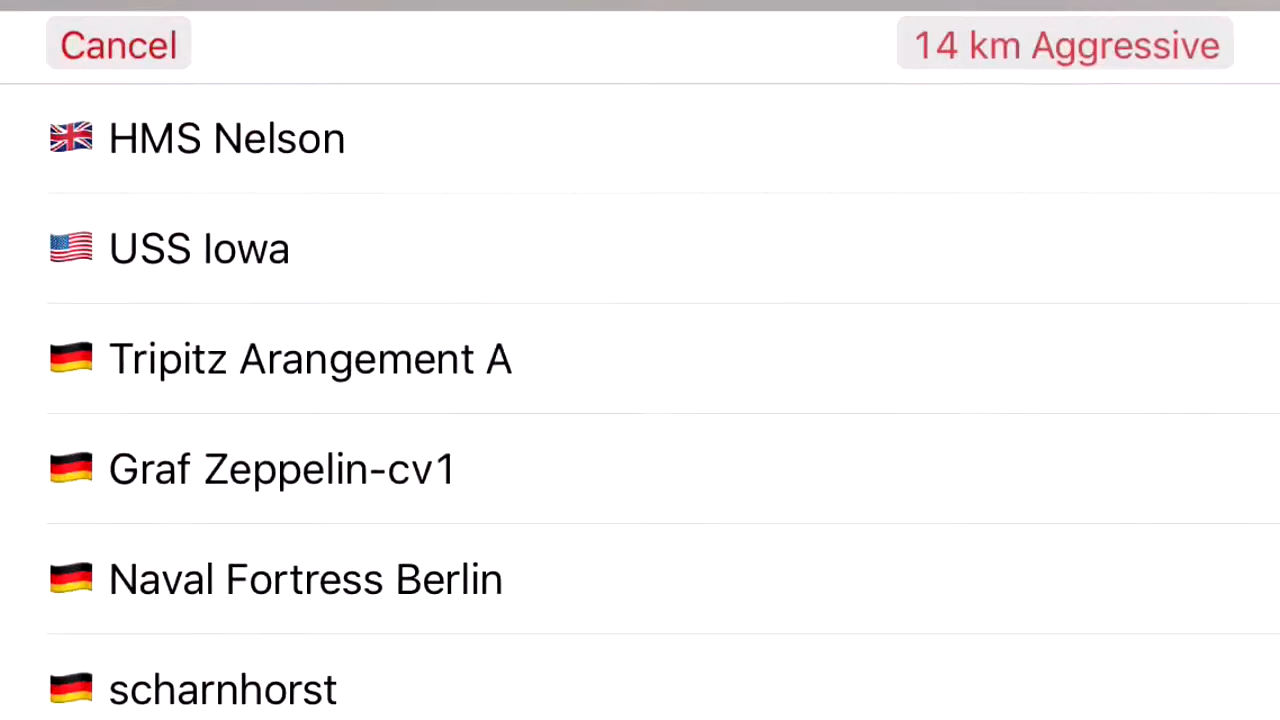 Cancel
14 km Aggressive
HMS Nelson
USS Iowa
Tripitz Arangement A
Graf Zeppelin-cv1
Naval Fortress Berlin
scharnhorst